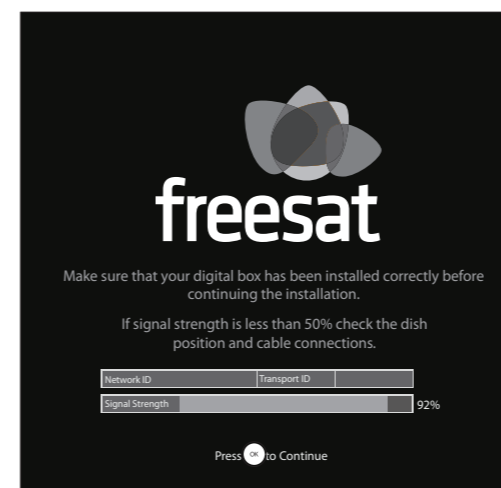 freesat
Make sure that your digital box has been installed correctly before
continuing the installation.
If signal strength is less than 50% check the dish
position and cable connections.
Network ID Transport ID
Signal Strength 92%
Press OK to Continue